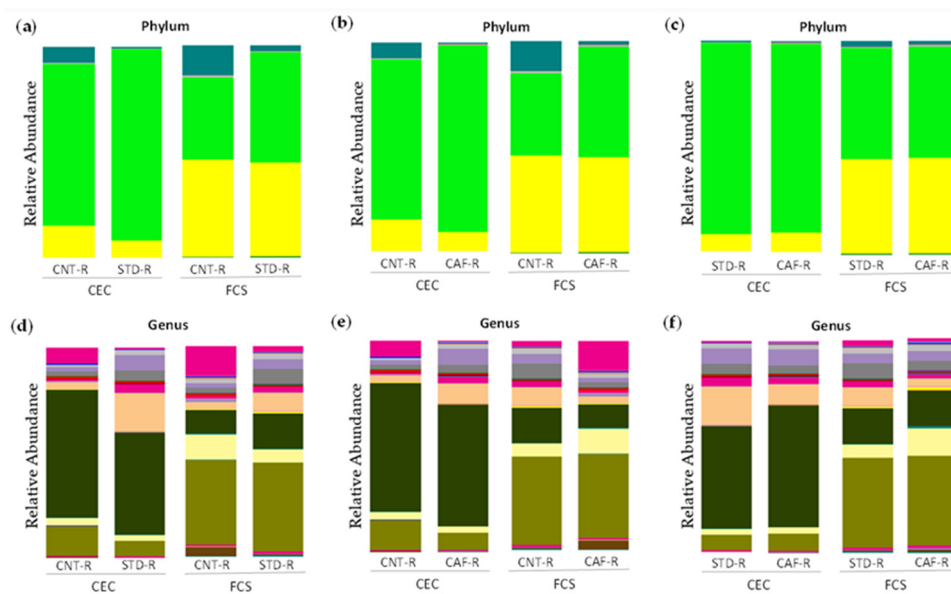 (a)
Phylum
Relative Abundance
CNT-R STD-R CNT-R STD-R
CEC FCS
(b)
Phylum
Relative Abundance
CNT-R CAF-R CNT-R CAF-R
CEC FCS
(c)
Phylum
Relative Abundance
STD-R CAF-R STD-R CAF-R
CEC FCS
(d)
Genus
Relative Abundance
CNT-R STD-R CNT-R STD-R
CEC FCS
(e)
Genus
Relative Abundance
CNT-R CAF-R CNT-R CAF-R
CEC FCS
(f)
Genus
Relative Abundance
STD-R CAF-R STD-R CAF-R
CEC FCS